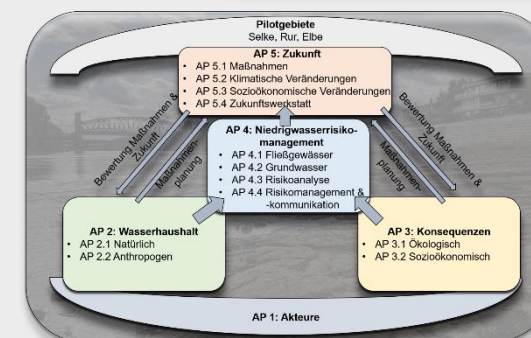 Pilotgebiete
Selke, Rur, Elbe
AP 5: Zukunft
• AP 5.1 Maßnahmen
• AP 5.2 Klimatische Veränderungen
• AP 5.3 Sozioökonomische Veränderungen
• AP 5.4 Zukunftswerkstatt
Bewertung Maßnahmen &
Zukunft
Maßnahmen-
planung
AP 4: Niedrigwasserrisiko-
management
• AP 4.1 Fließgewässer
• AP 4.2 Grundwasser
• AP 4.3 Risikoanalyse
• AP 4.4 Risikomanagement &
-kommunikation
Bewertung Maßnahmen &
Zukunft
Maßnahmen-
planung
AP 2: Wasserhaushalt
• AP 2.1 Natürlich
• AP 2.2 Anthropogen
AP 3: Konsequenzen
• AP 3.1 Ökologisch
• AP 3.2 Sozioökonomisch
AP 1: Akteure